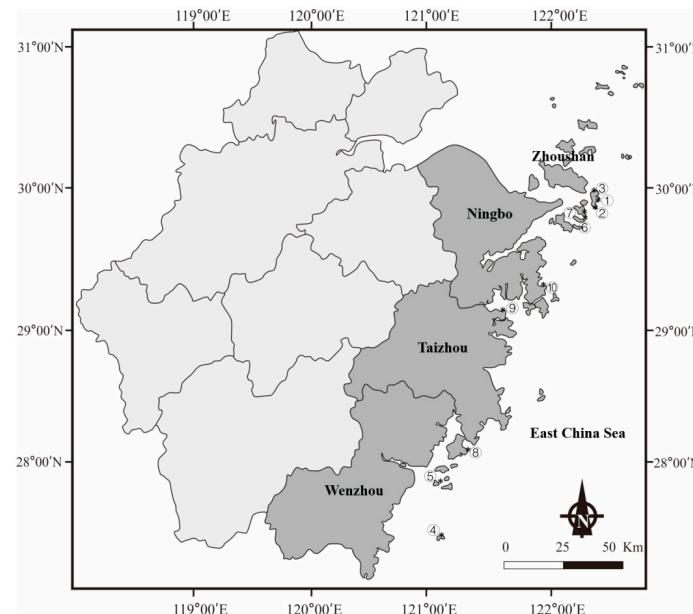 119°00′E 120°00′E 121°00′E 122°00′E
31°00′N 31°00′N
Zhoushan
③
30°00′N 30°00′N
①
Ningbo ⑦ ②
⑥
⑩
⑨
29°00′N 29°00′N
Taizhou
East China Sea
⑧
28°00′N 28°00′N
⑤
Wenzhou
④
N
0 25 50 Km
119°00′E 120°00′E 121°00′E 122°00′E